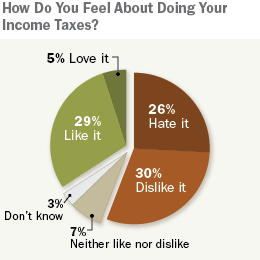 How Do You Feel About Doing Your
Income Taxes?
5% Love it
26%
Hate it
29%
Like it
30%
Dislike it
3%
Don't know
7%
Neither like nor dislike